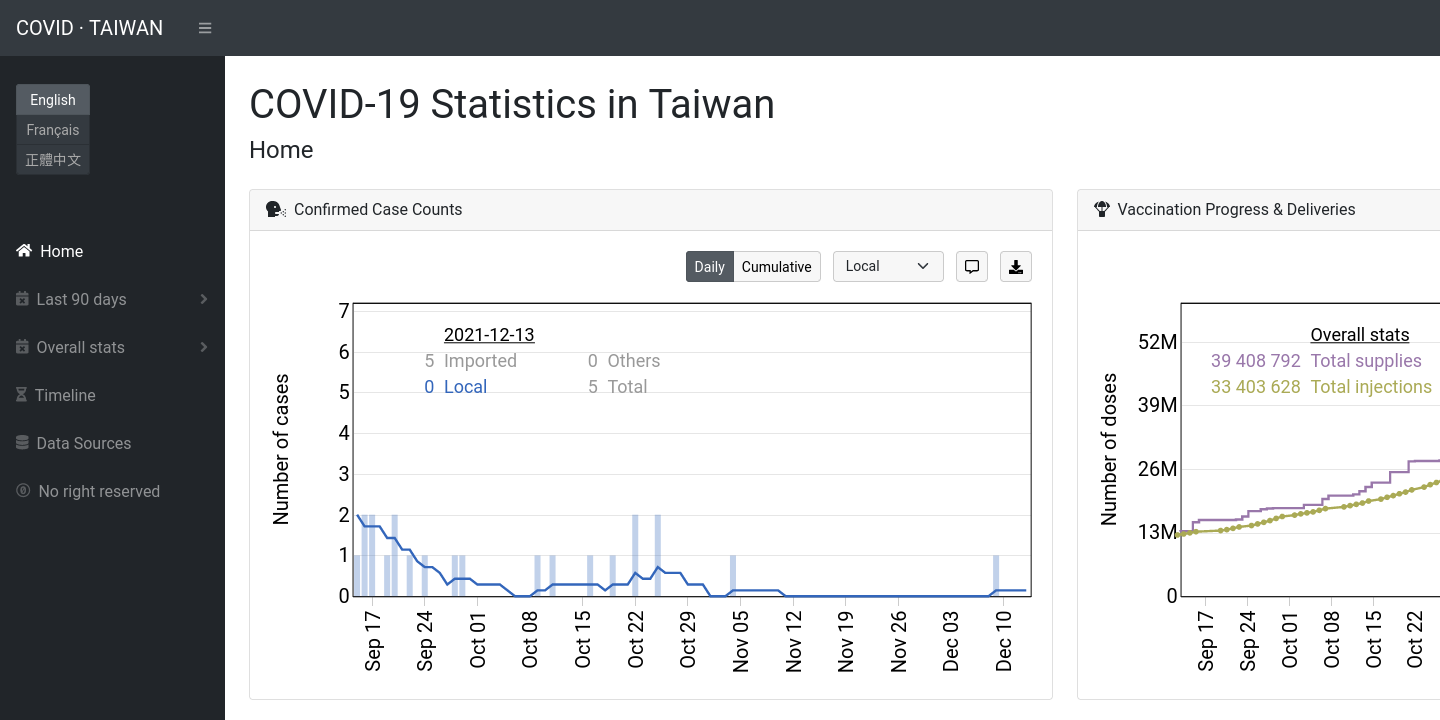 COVID · TAIWAN
English
Français
正體中文
Home
Last 90 days
Overall stats
Timeline
Data Sources
No right reserved
COVID-19 Statistics in Taiwan
Home
Confirmed Case Counts
Daily Cumulative Local
Number of cases
7
6
5
4
3
2
1
0
2021-12-13
5 Imported 0 Others
0 Local 5 Total
Sep 17
Sep 24
Oct 01
Oct 08
Oct 15
Oct 22
Oct 29
Nov 05
Nov 12
Nov 19
Nov 26
Dec 03
Dec 10
Vaccination Progress & Deliveries
Number of doses
52M
39M
26M
13M
0
Overall stats
39 408 792 Total supplies
33 403 628 Total injections
Sep 17
Sep 24
Oct 01
Oct 08
Oct 15
Oct 22